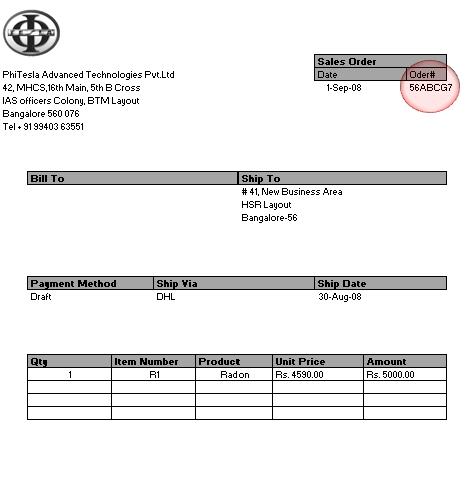 Sales Order
Date Oder#
1-Sep-08 56ABCG7
PhiTesla Advanced Technologies Pvt.Ltd
42, MHCS,16th Main, 5th B Cross
IAS officers Colony, BTM Layout
Bangalore 560 076
Tel + 91 99403 63551
Bill To Ship To
# 41, New Business Area
HSR Layout
Bangalore-56
Payment Method Ship Via Ship Date
Draft DHL 30-Aug-08
Qty Item Number Product Unit Price Amount
1 R1 Radon Rs. 4590.00 Rs. 5000.00